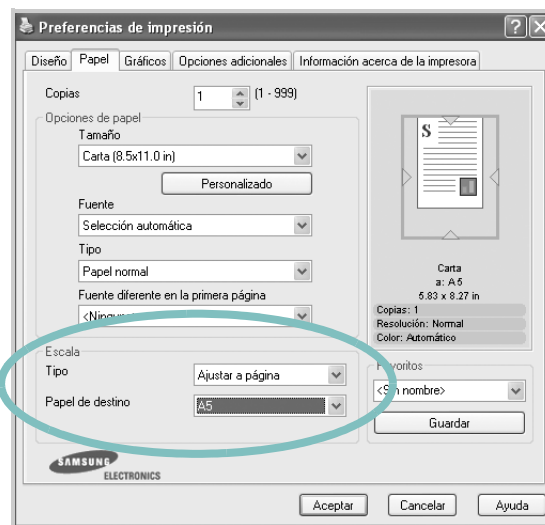 Preferencias de impresión
Diseño Papel Gráficos Opciones adicionales Información acerca de la impresora
Copias 1 (1 - 999)
Opciones de papel
Tamaño
Carta (8.5x11.0 in)
Personalizado
Fuente
Selección automática
Tipo
Papel normal
Fuente diferente en la primera página
Escala
Tipo Ajustar a página
Papel de destino A5
SAMSUNG
ELECTRONICS
S
Carta
a: A5
5.83 x 8.27 in
Copias: 1
Resolución: Normal
Color: Automático
Favoritos
<Sin nombre>
Guardar
Aceptar Cancelar Ayuda